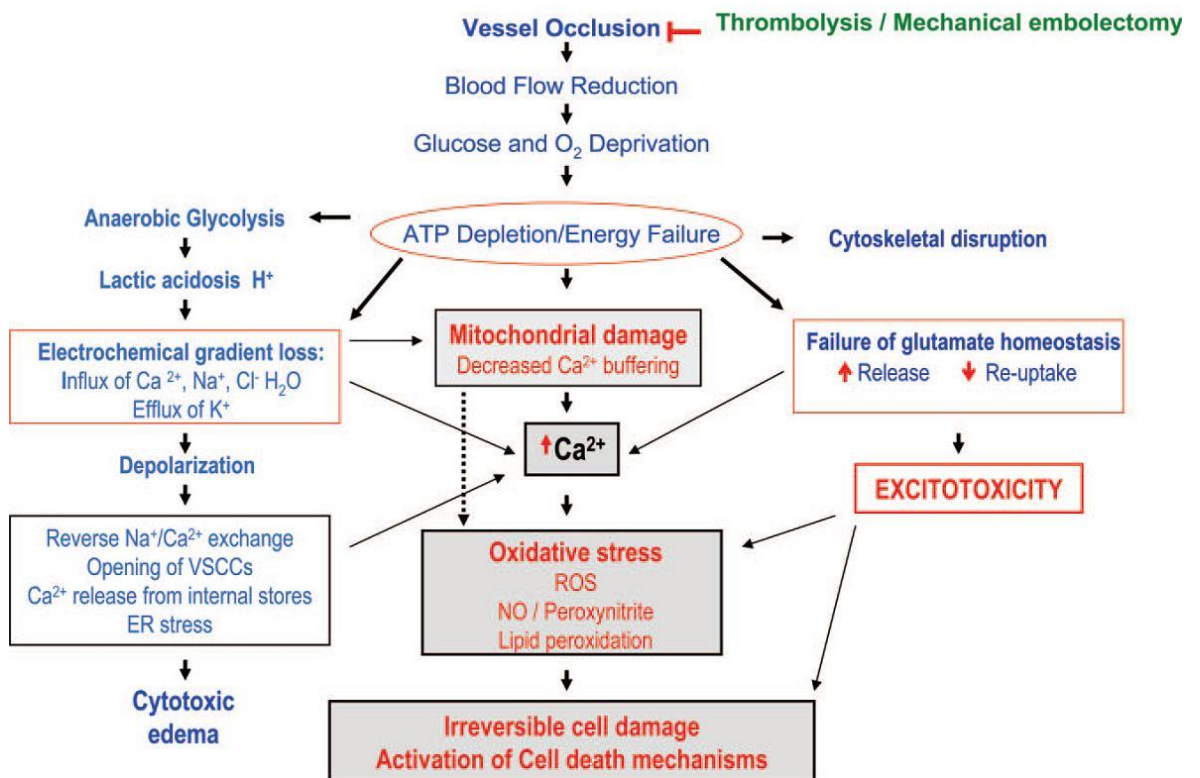 Vessel Occlusion
Thrombolysis / Mechanical embolectomy
Blood Flow Reduction
Glucose and O₂ Deprivation
Anaerobic Glycolysis
ATP Depletion/Energy Failure
Cytoskeletal disruption
Lactic acidosis H⁺
Electrochemical gradient loss:
Influx of Ca ²⁺, Na⁺, Cl⁻ H₂O
Efflux of K⁺
Mitochondrial damage
Decreased Ca²⁺ buffering
Failure of glutamate homeostasis
Release Re-uptake
Ca²⁺
Depolarization
EXCITOTOXICITY
Reverse Na⁺/Ca²⁺ exchange
Opening of VSCCs
Ca²⁺ release from internal stores
ER stress
Oxidative stress
ROS
NO / Peroxynitrite
Lipid peroxidation
Cytotoxic
edema
Irreversible cell damage
Activation of Cell death mechanisms